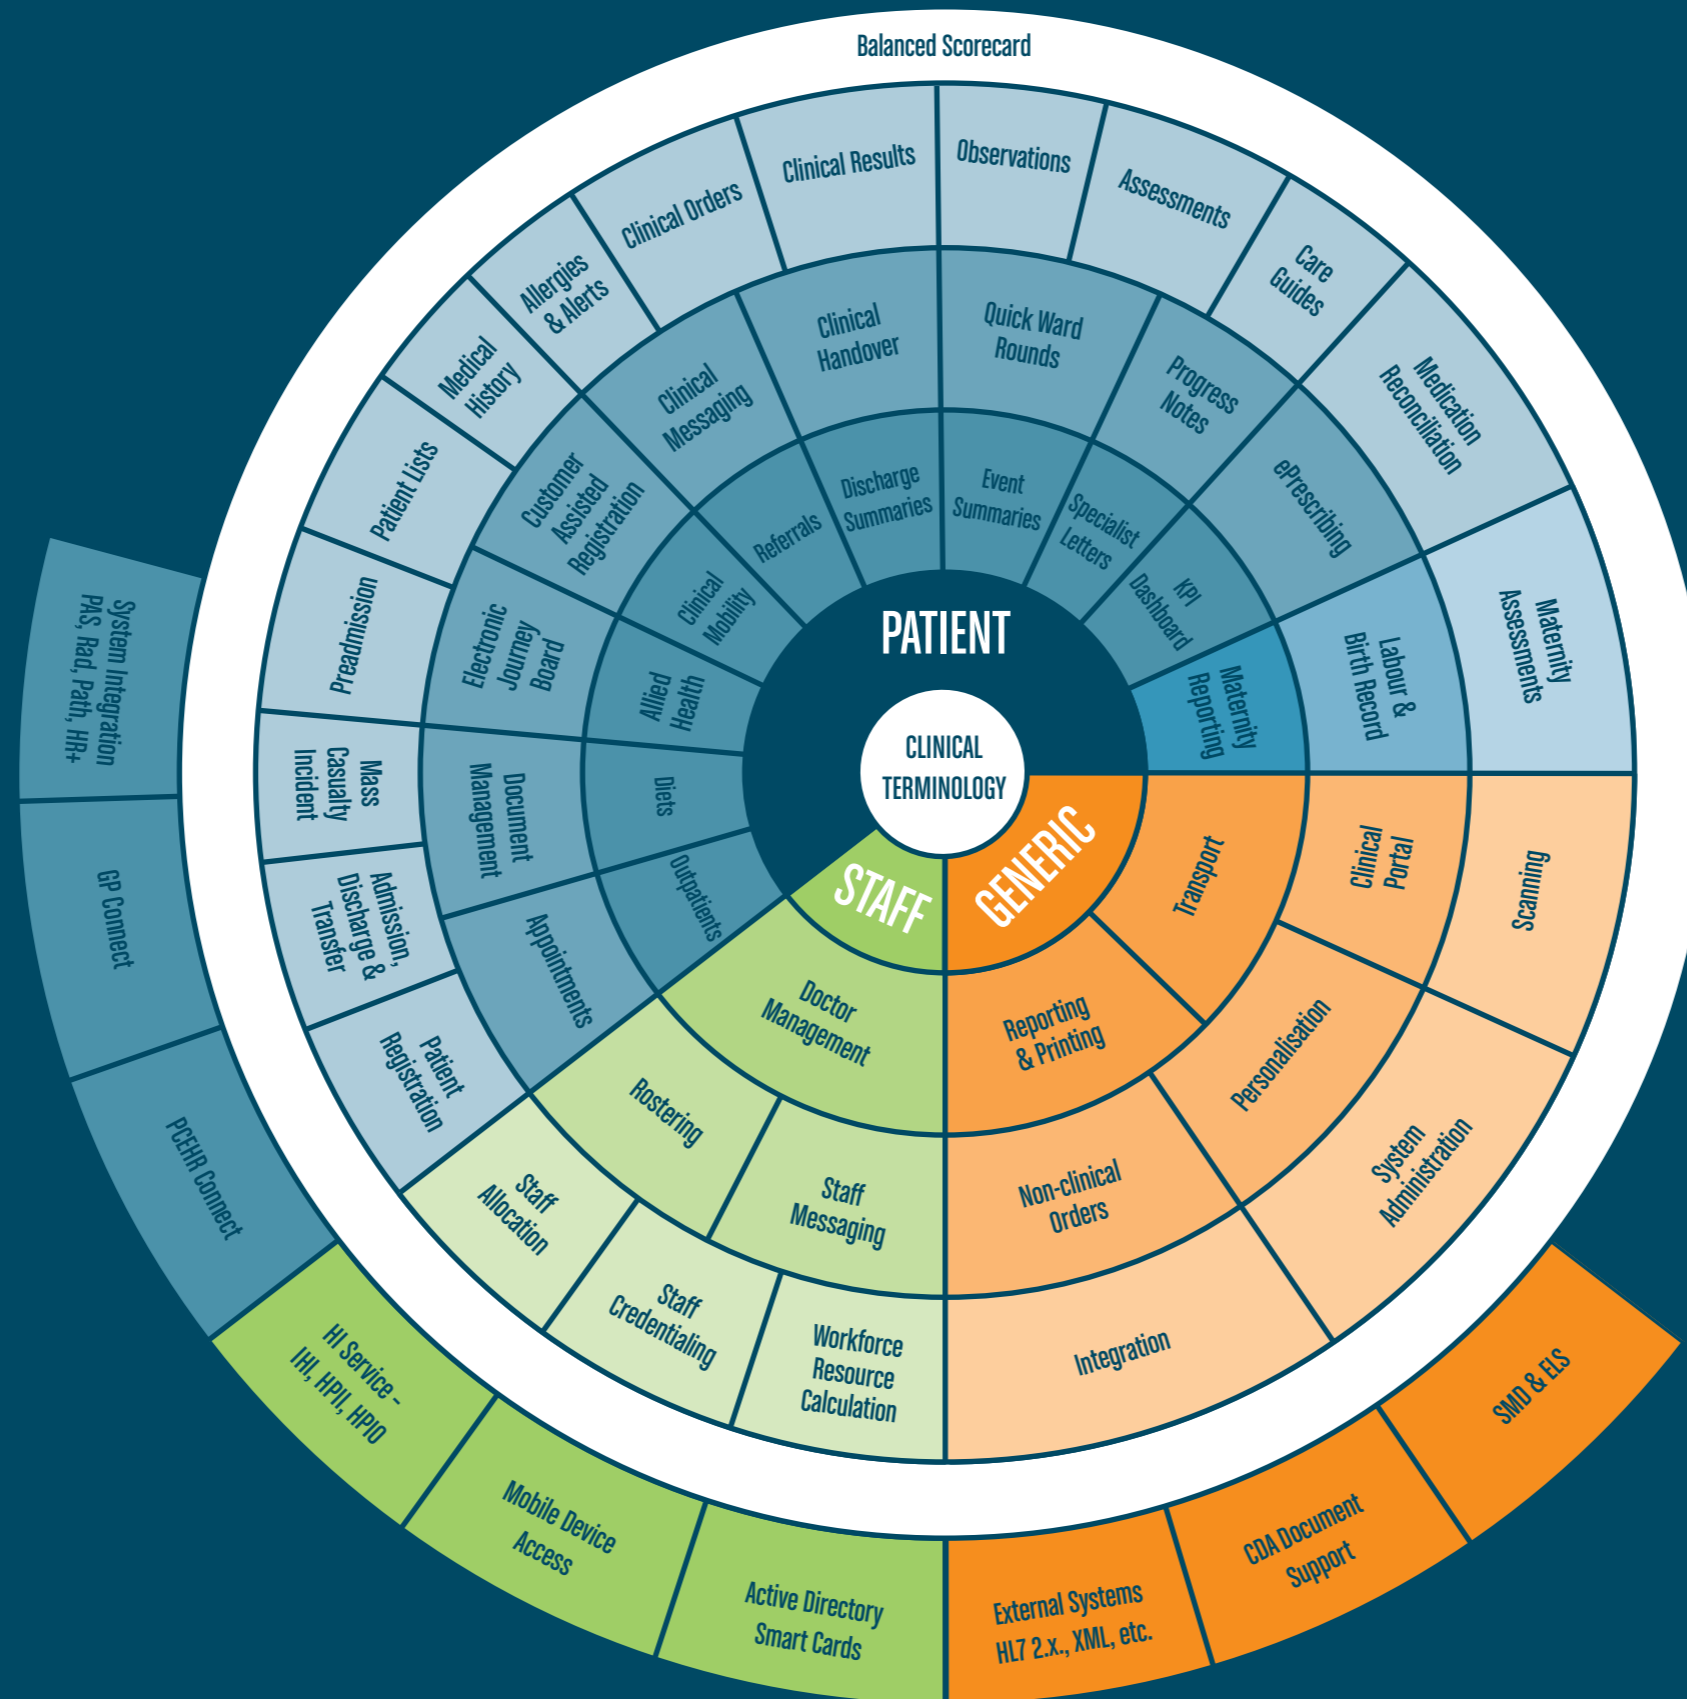 Balanced Scorecard
Clinical Results
Observations
Clinical Orders
Assessments
Allergies
& Alerts
Care
Guides
Medical
History
Medication
Reconciliation
Patient Lists
Maternity
Assessments
Preadmission
Scanning
Mass
Casualty
Incident
System
Administration
Admission,
Discharge &
Transfer
Integration
Patient
Registration
Staff
Allocation
Staff
Credentialing
Workforce
Resource
Calculation
Clinical
Handover
Quick Ward
Rounds
Clinical
Messaging
Progress
Notes
Customer
Assisted
Registration
ePrescribing
Electronic
Journey
Board
Labour &
Birth Record
Document
Management
Clinical
Portal
Appointments
Personalisation
Rostering
Staff
Messaging
Non-clinical
Orders
Referrals
Discharge
Summaries
Event
Summaries
Specialist
Letters
Clinical
Mobility
KPI
Dashboard
Allied
Health
Maternity
Reporting
Diets
Transport
Outpatients
Doctor
Management
Reporting
& Printing
PATIENT
CLINICAL
TERMINOLOGY
STAFF
GENERIC
System Integration
PAS, Rad, Path, HR+
GP Connect
PCEHR Connect
HI Service –
IHI, HPII, HPIO
Mobile Device
Access
Active Directory
Smart Cards
External Systems
HL7 2.x., XML, etc.
CDA Document
Support
SMD & ELS